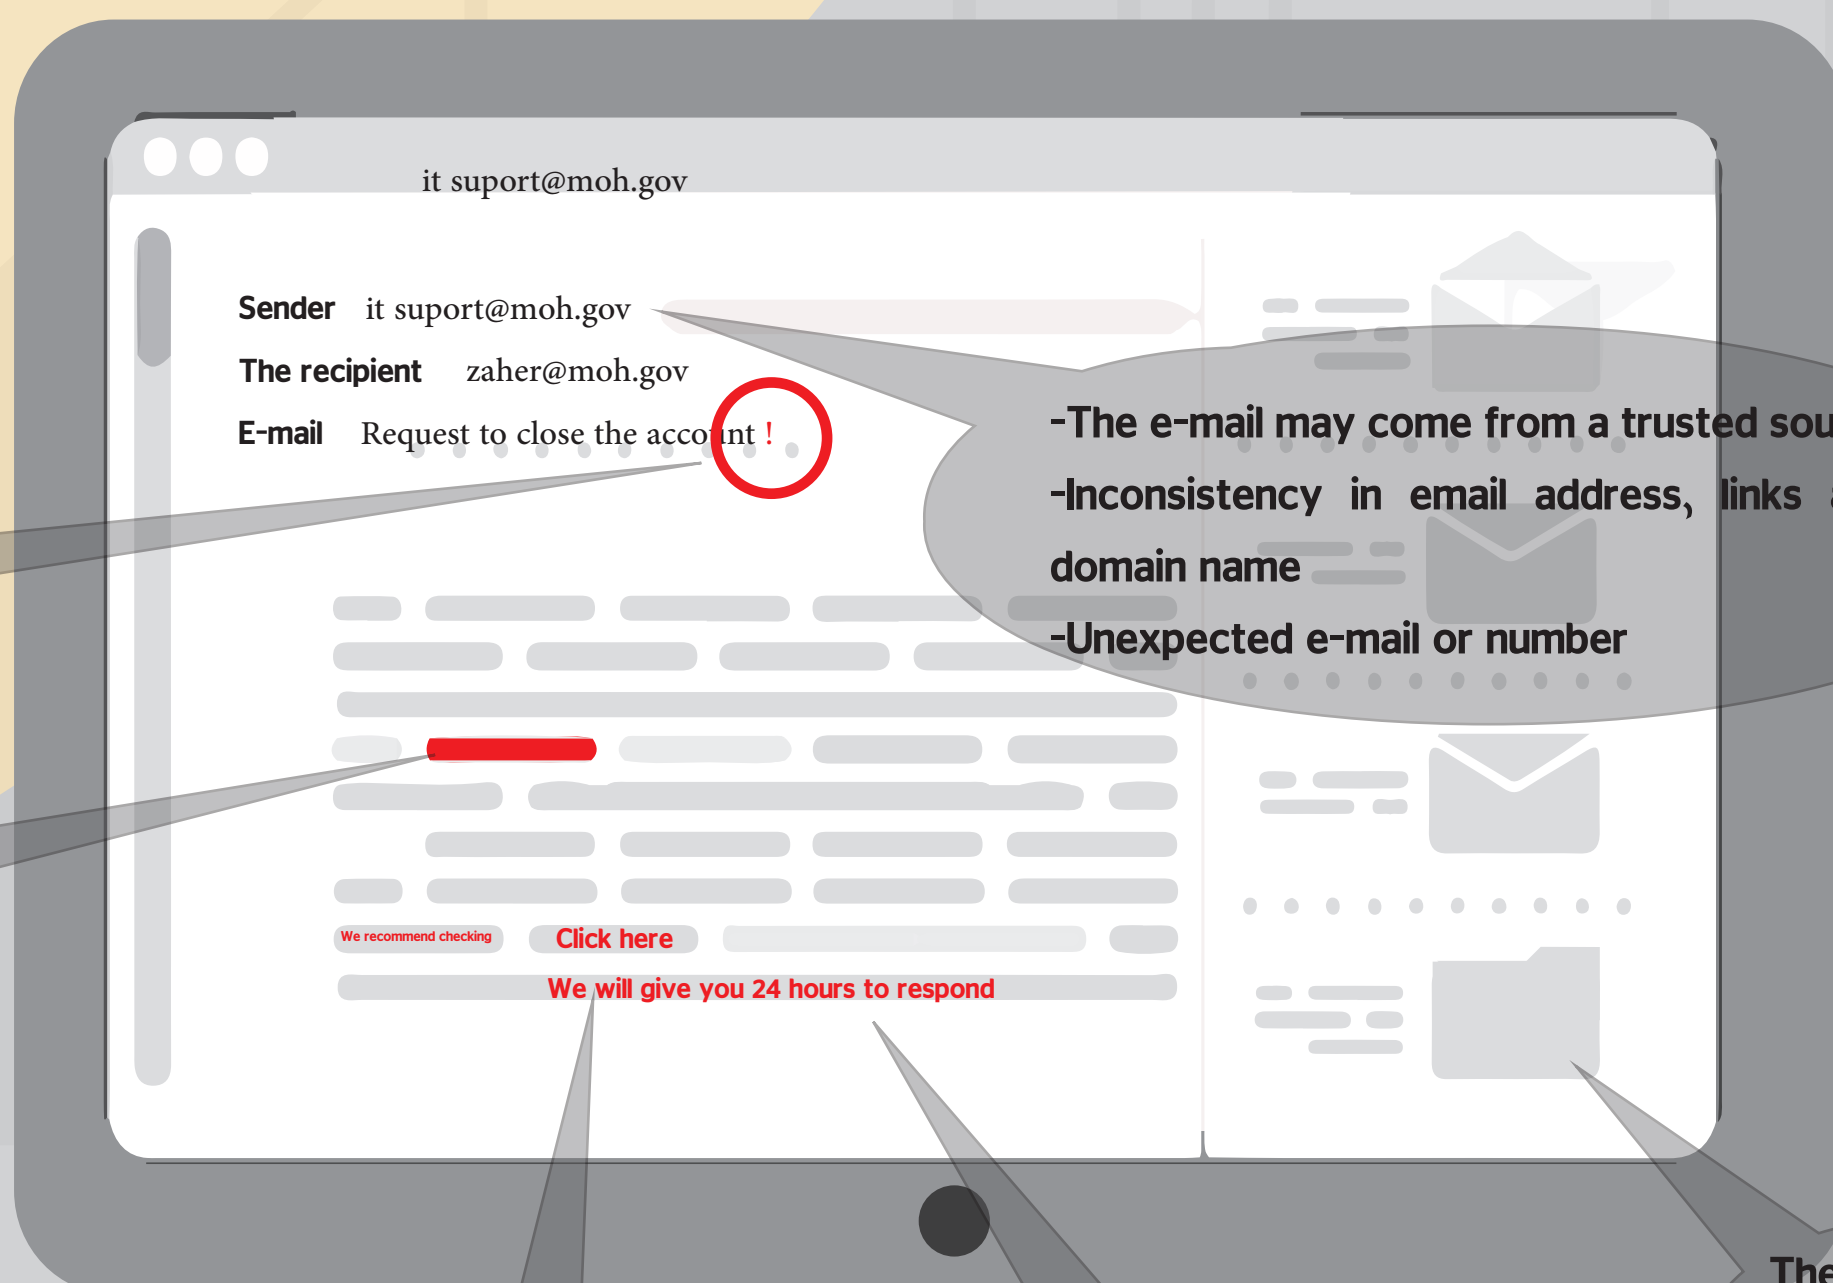 it suport@moh.gov
Sender it suport@moh.gov
The recipient zaher@moh.gov
E-mail Request to close the account !
-The e-mail may come from a trusted sou
-Inconsistency in email address, links a
domain name
-Unexpected e-mail or number
We recommend checking Click here
We will give you 24 hours to respond
The